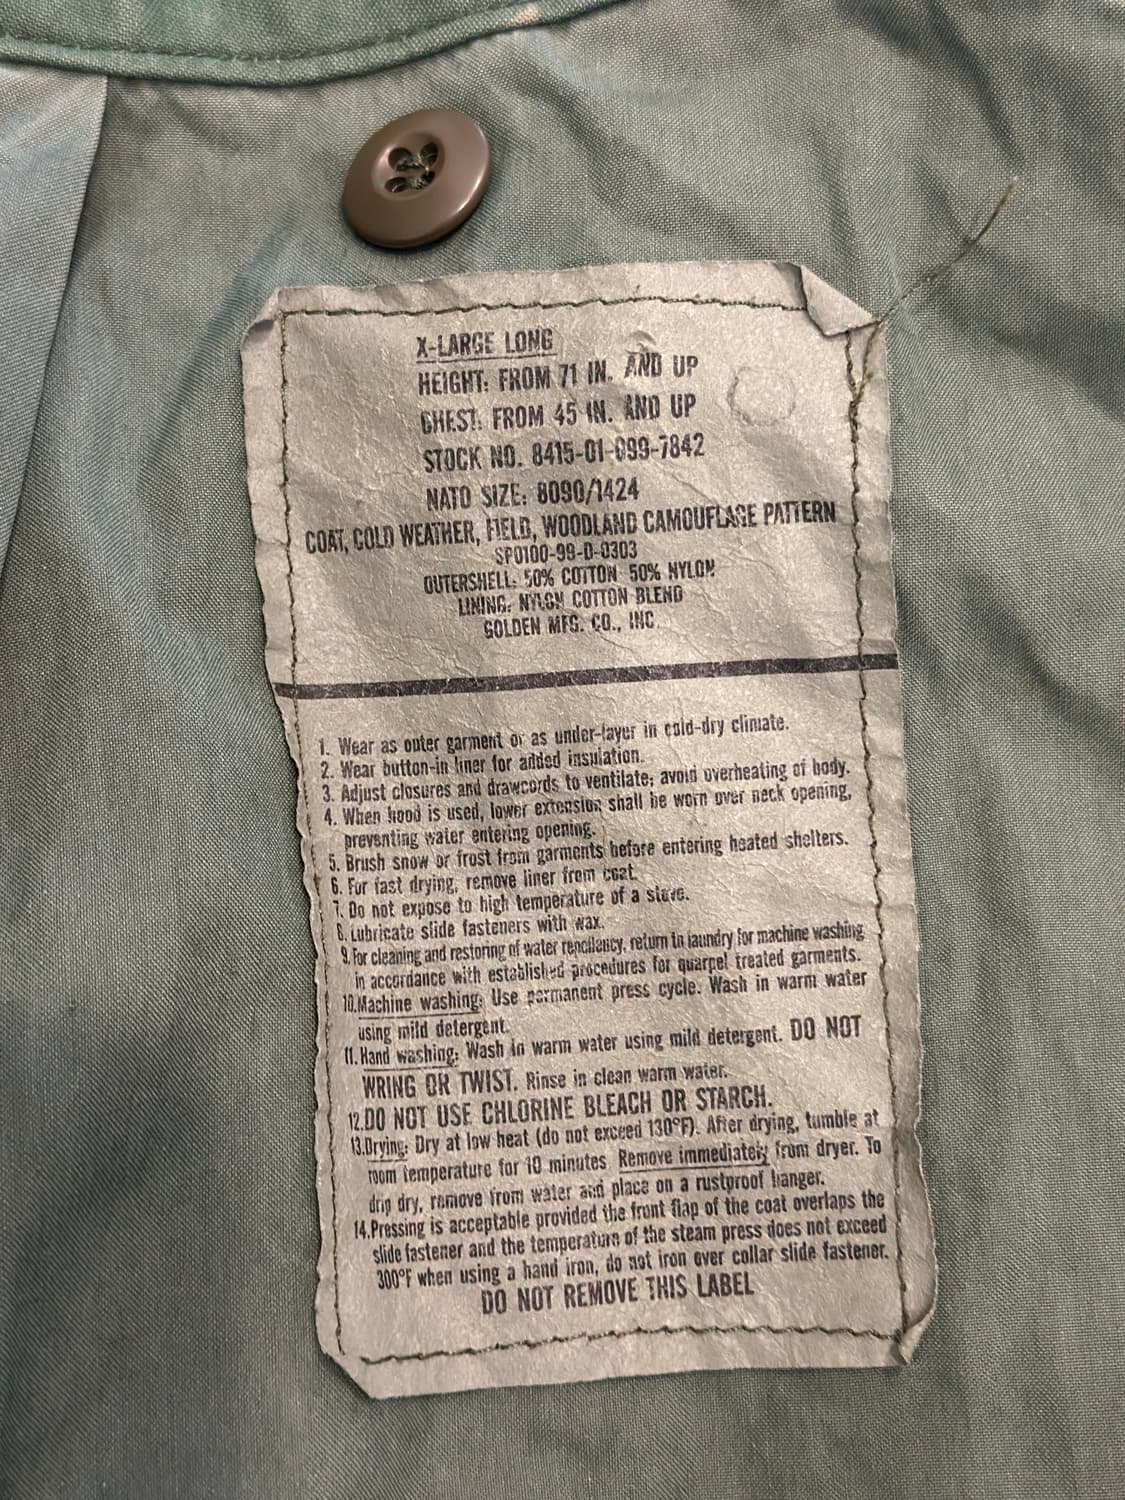 X-LARGE LONG
HEIGHT: FROM 71 IN. AND UP
CHEST: FROM 45 IN. AND UP
STOCK NO. 8415-01-099-7842
NATO SIZE: 8090/1424
COAT, COLD WEATHER, FIELD, WOODLAND CAMOUFLAGE PATTERN
SP0100-99-D-0303
OUTERSHELL: 50% COTTON 50% NYLON
LINING: NYLON COTTON BLEND
GOLDEN MFG. CO., INC.
1. Wear as outer garment or as under-layer in cold-dry climate.
2. Wear button-in liner for added insulation.
3. Adjust closures and drawcords to ventilate; avoid overheating of body.
4. When hood is used, lower extension shall be worn over neck opening,
preventing water entering opening.
5. Brush snow or frost from garments before entering heated shelters.
6. For fast drying, remove liner from coat.
7. Do not expose to high temperature of a stove.
8. Lubricate slide fasteners with wax.
9. For cleaning and restoring of water repellancy, return to laundry for machine washing
in accordance with established procedures for quarpel treated garments.
10. Machine washing: Use permanent press cycle. Wash in warm water
using mild detergent.
11. Hand washing: Wash in warm water using mild detergent. DO NOT
WRING OR TWIST. Rinse in clean warm water.
12. DO NOT USE CHLORINE BLEACH OR STARCH.
13. Drying: Dry at low heat (do not exceed 130°F). After drying, tumble at
room temperature for 10 minutes Remove immediately from dryer. To
drip dry, remove from water and place on a rustproof hanger.
14. Pressing is acceptable provided the front flap of the coat overlaps the
slide fastener and the temperature of the steam press does not exceed
300°F when using a hand iron, do not iron over collar slide fastener.
DO NOT REMOVE THIS LABEL